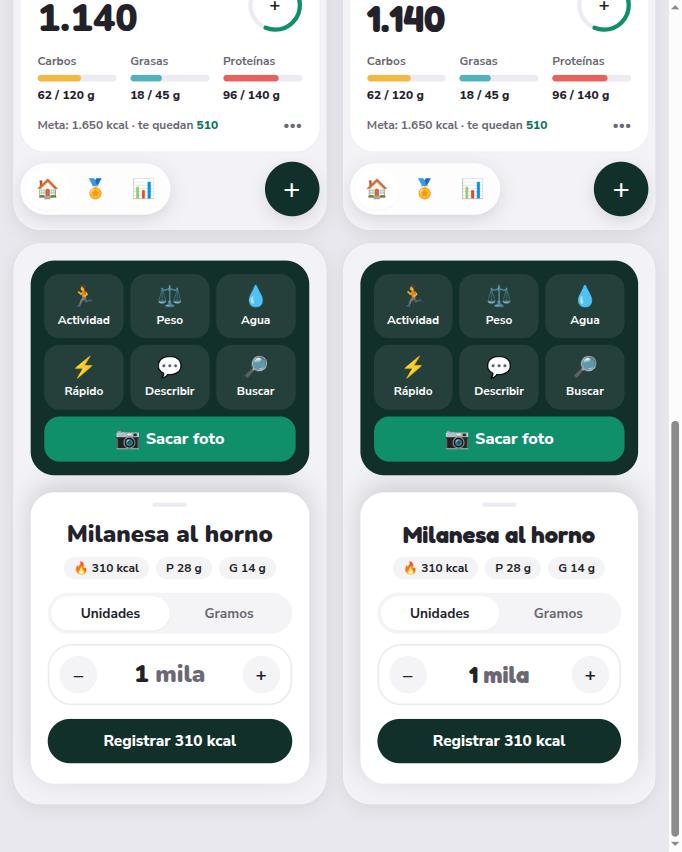 1.140
+
Carbos Grasas Proteínas
62 / 120 g 18 / 45 g 96 / 140 g
Meta: 1.650 kcal · te quedan 510 •••
+
Actividad Peso Agua
Rápido Describir Buscar
Sacar foto
Milanesa al horno
310 kcal P 28 g G 14 g
Unidades Gramos
– 1 mila +
Registrar 310 kcal
1.140
+
Carbos Grasas Proteínas
62 / 120 g 18 / 45 g 96 / 140 g
Meta: 1.650 kcal · te quedan 510 •••
+
Actividad Peso Agua
Rápido Describir Buscar
Sacar foto
Milanesa al horno
310 kcal P 28 g G 14 g
Unidades Gramos
– 1 mila +
Registrar 310 kcal